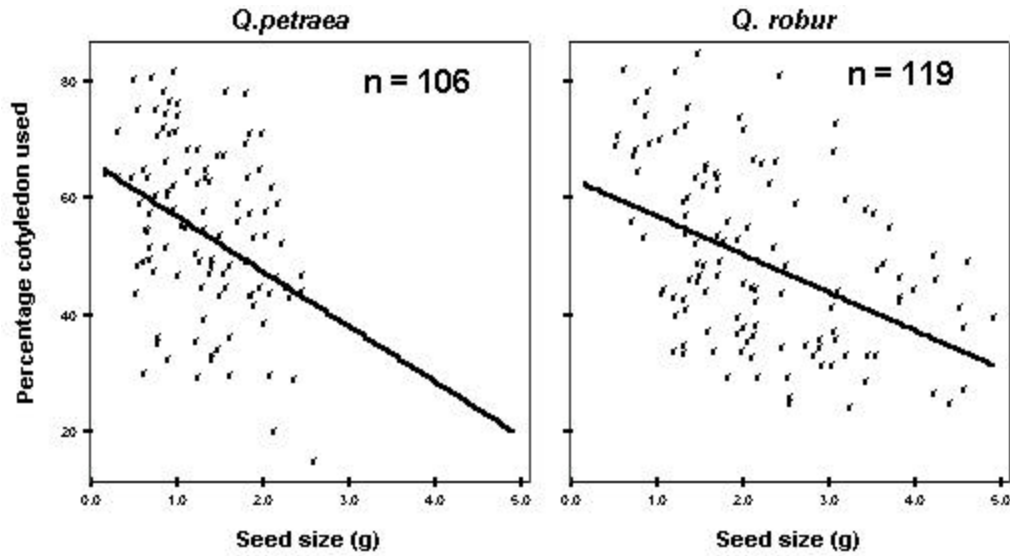 Q.petraea
Q. robur
n = 106
n = 119
Percentage cotyledon used
80
60
40
20
0.0 1.0 2.0 3.0 4.0 5.0
0.0 1.0 2.0 3.0 4.0 5.0
Seed size (g)
Seed size (g)